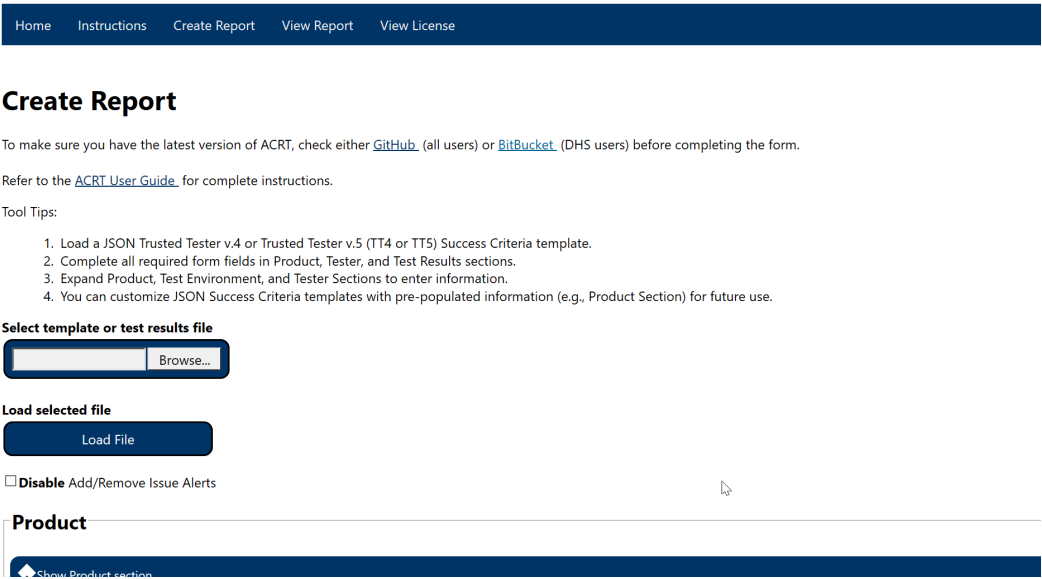 Home Instructions Create Report View Report View License
Create Report
To make sure you have the latest version of ACRT, check either GitHub (all users) or BitBucket (DHS users) before completing the form.
Refer to the ACRT User Guide for complete instructions.
Tool Tips:
1. Load a JSON Trusted Tester v.4 or Trusted Tester v.5 (TT4 or TT5) Success Criteria template.
2. Complete all required form fields in Product, Tester, and Test Results sections.
3. Expand Product, Test Environment, and Tester Sections to enter information.
4. You can customize JSON Success Criteria templates with pre-populated information (e.g., Product Section) for future use.
Select template or test results file
Browse...
Load selected file
Load File
Disable Add/Remove Issue Alerts
Product
Show Product section